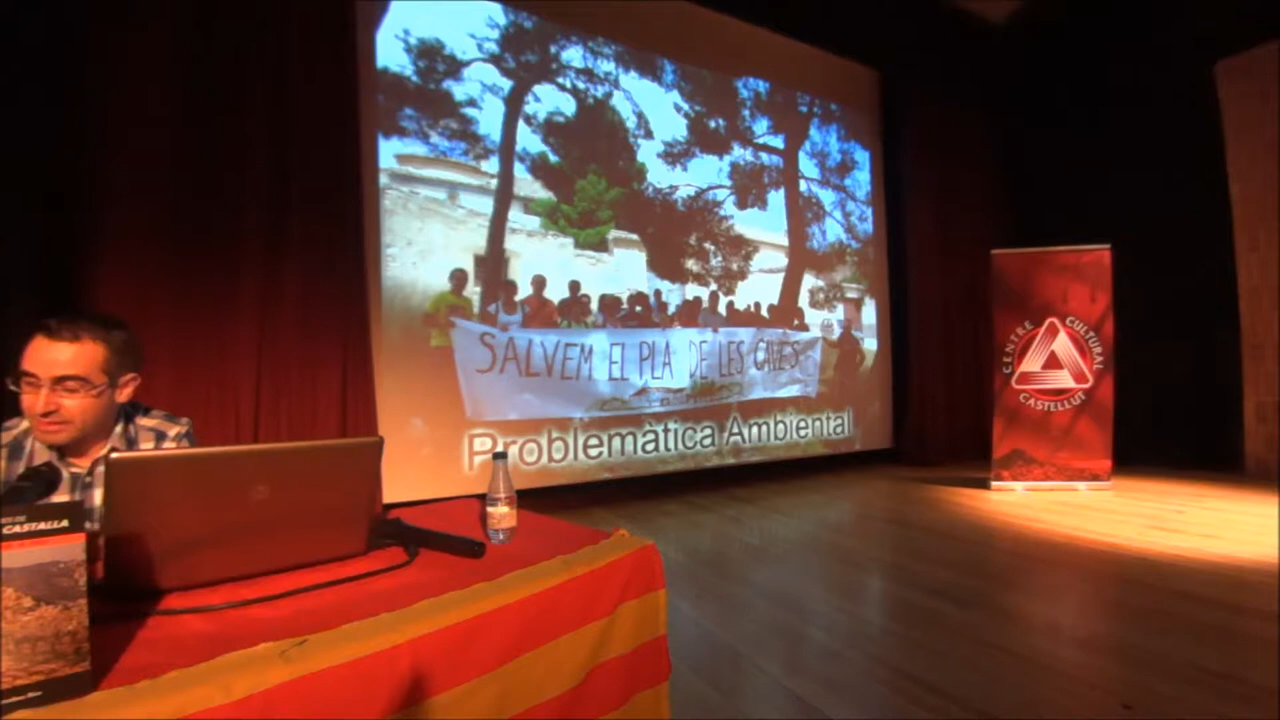 SALVEM EL PLA DE LES CAVES
Problemàtica Ambiental
CENTRE CULTURAL
CASTELLUT
CASTALLA